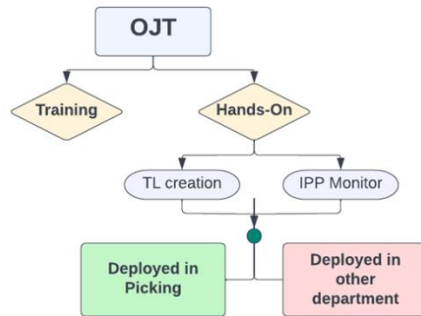 OJT
Training
Hands-On
TL creation
IPP Monitor
Deployed in
Picking
Deployed in
other
department